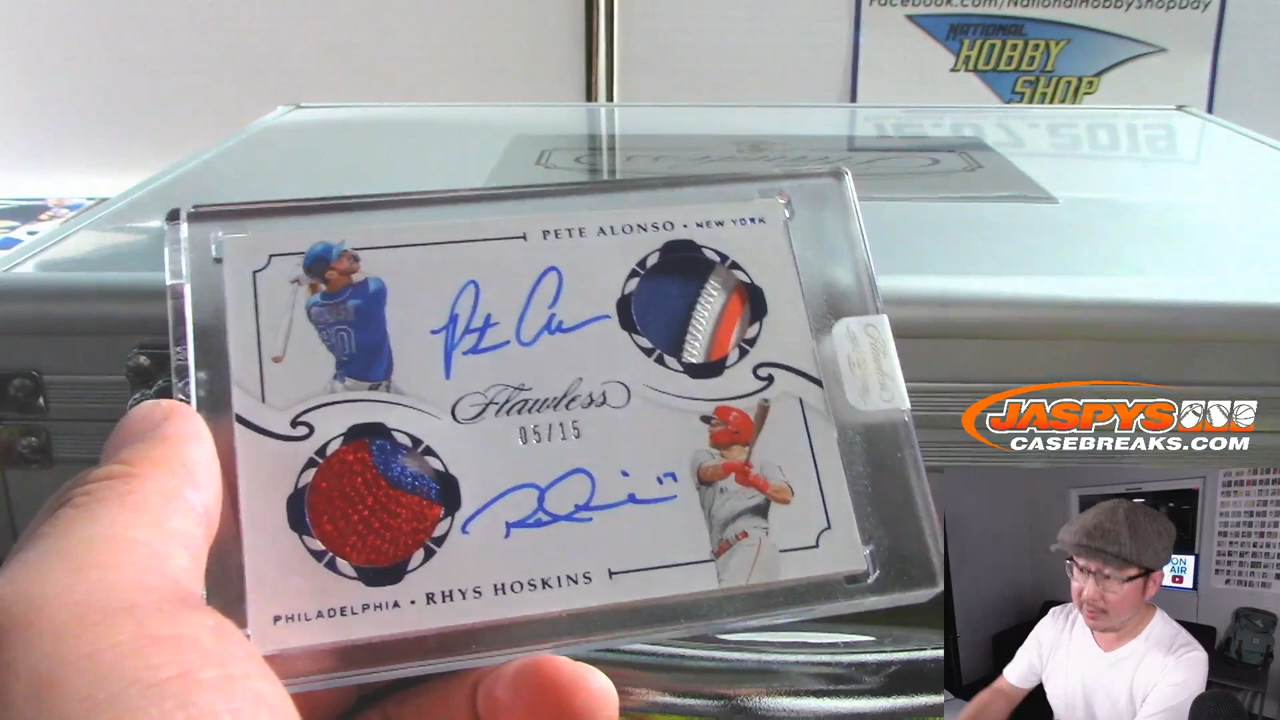 Facebook.com/NationalHobbyShopDay
NATIONAL
HOBBY
SHOP
PETE ALONSO • NEW YORK
Flawless
05/15
17
PHILADELPHIA • RHYS HOSKINS
JASPYS
CASEBREAKS.COM
ON
AIR